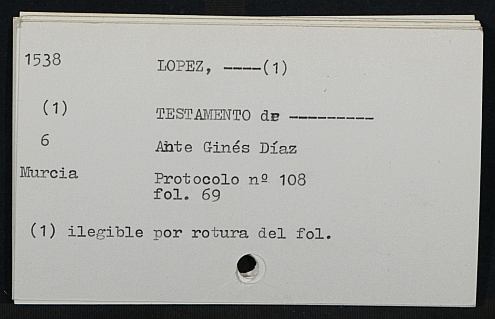 1538 LOPEZ, ----(1)
(1) TESTAMENTO de ---------
6 Ante Ginés Díaz
Murcia Protocolo nº 108
fol. 69
(1) ilegible por rotura del fol.